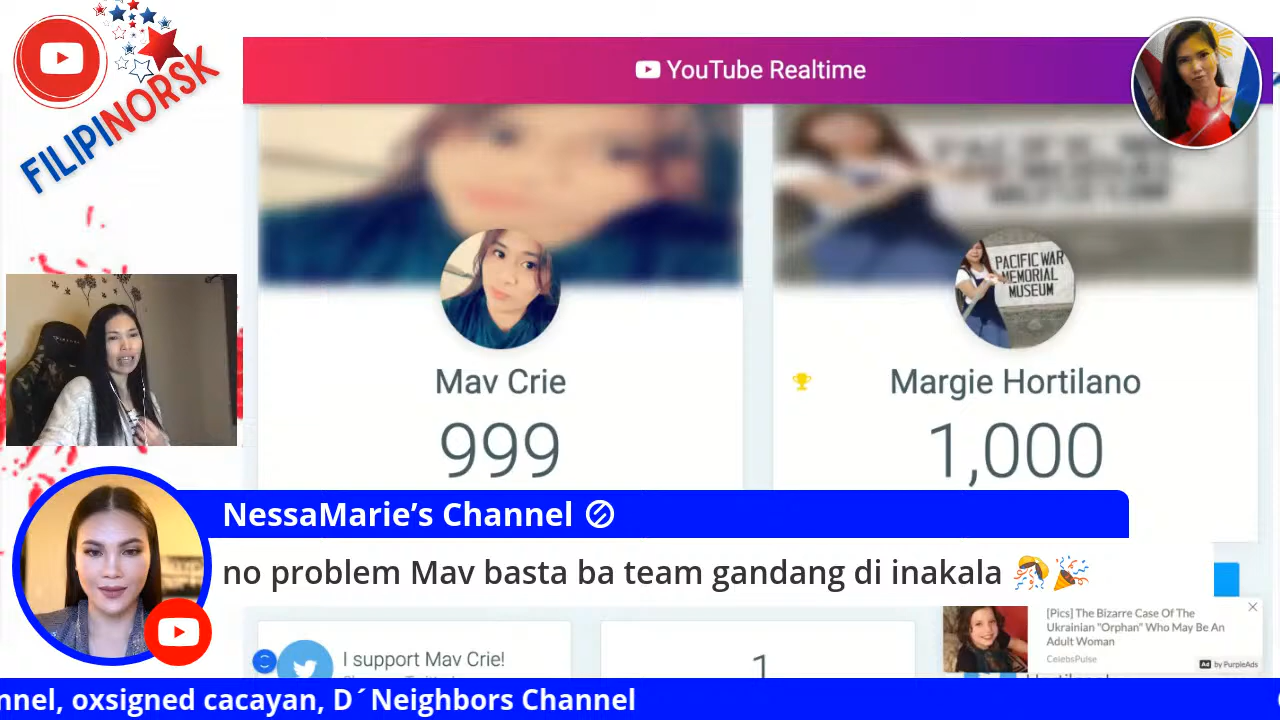 FILIPINORSK
YouTube Realtime
PACIFIC WAR
MEMORIAL
MUSEUM
Mav Crie
Margie Hortilano
999
1,000
NessaMarie’s Channel
no problem Mav basta ba team gandang di inakala
[Pics] The Bizarre Case Of The
Ukrainian "Orphan" Who May Be An
Adult Woman
CelebsPulse
Ad by PurpleAds
I support Mav Crie!
1
nnel, oxsigned cacayan, D´Neighbors Channel